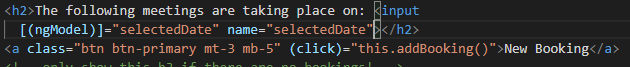 <h2>The following meetings are taking place on: <input
[(ngModel)]="selectedDate" name="selectedDate"></h2>
<a class="btn btn-primary mt-3 mb-5" (click)="this.addBooking()">New Booking</a>